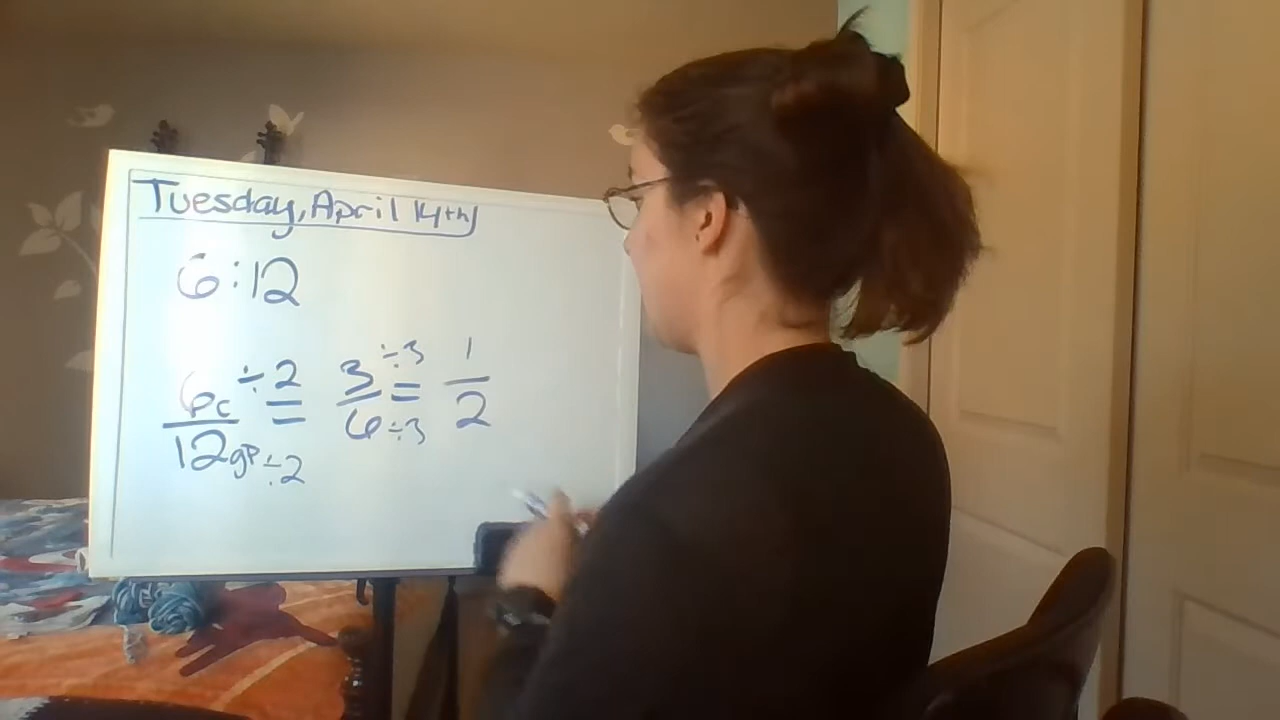 Tuesday, April 14th
6:12
6pc ÷2 = 3 ÷3 = 1
12gp ÷2 6 ÷3 2